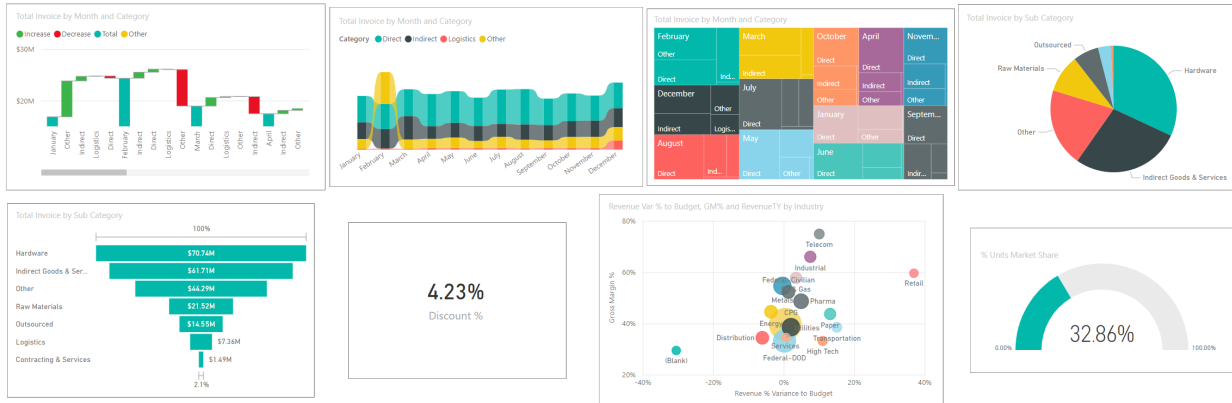 Total Invoice by Month and Category
Increase Decrease Total Other
$30M
$20M
January
Other
Indirect
Logistics
Direct
February
Indirect
Direct
Logistics
Other
March
Direct
Logistics
Other
Indirect
April
Indirect
Other
Total Invoice by Month and Category
Category Direct Indirect Logistics Other
January
February
March
April
May
June
July
August
September
October
November
December
Total Invoice by Month and Category
February
Other
Direct
Ind...
December
Other
Indirect
Logis...
August
Direct
Ind...
March
Indirect
July
Direct
May
Direct
Other
October
Direct
Indirect
Other
January
Direct
June
Direct
April
Direct
Indirect
Other
Novem...
Direct
Indirect
Other
Septem...
Direct
Indir...
Total Invoice by Sub Category
Outsourced
Raw Materials
Other
Hardware
Indirect Goods & Services
Total Invoice by Sub Category
100%
Hardware $70.74M
Indirect Goods & Ser... $61.71M
Other $44.29M
Raw Materials $21.52M
Outsourced $14.55M
Logistics $7.36M
Contracting & Services $1.49M
2.1%
4.23%
Discount %
Revenue Var % to Budget, GM% and RevenueTY by Industry
Gross Margin %
80%
60%
40%
20%
Telecom
Industrial
Federal-Civilian
Retail
Gas
Metals
Pharma
CPG
Energy
Utilities
Paper
Distribution
Services
Transportation
High Tech
Federal-DOD
(Blank)
-40%
-20%
0%
20%
40%
Revenue % Variance to Budget
% Units Market Share
32.86%
0.00%
100.00%